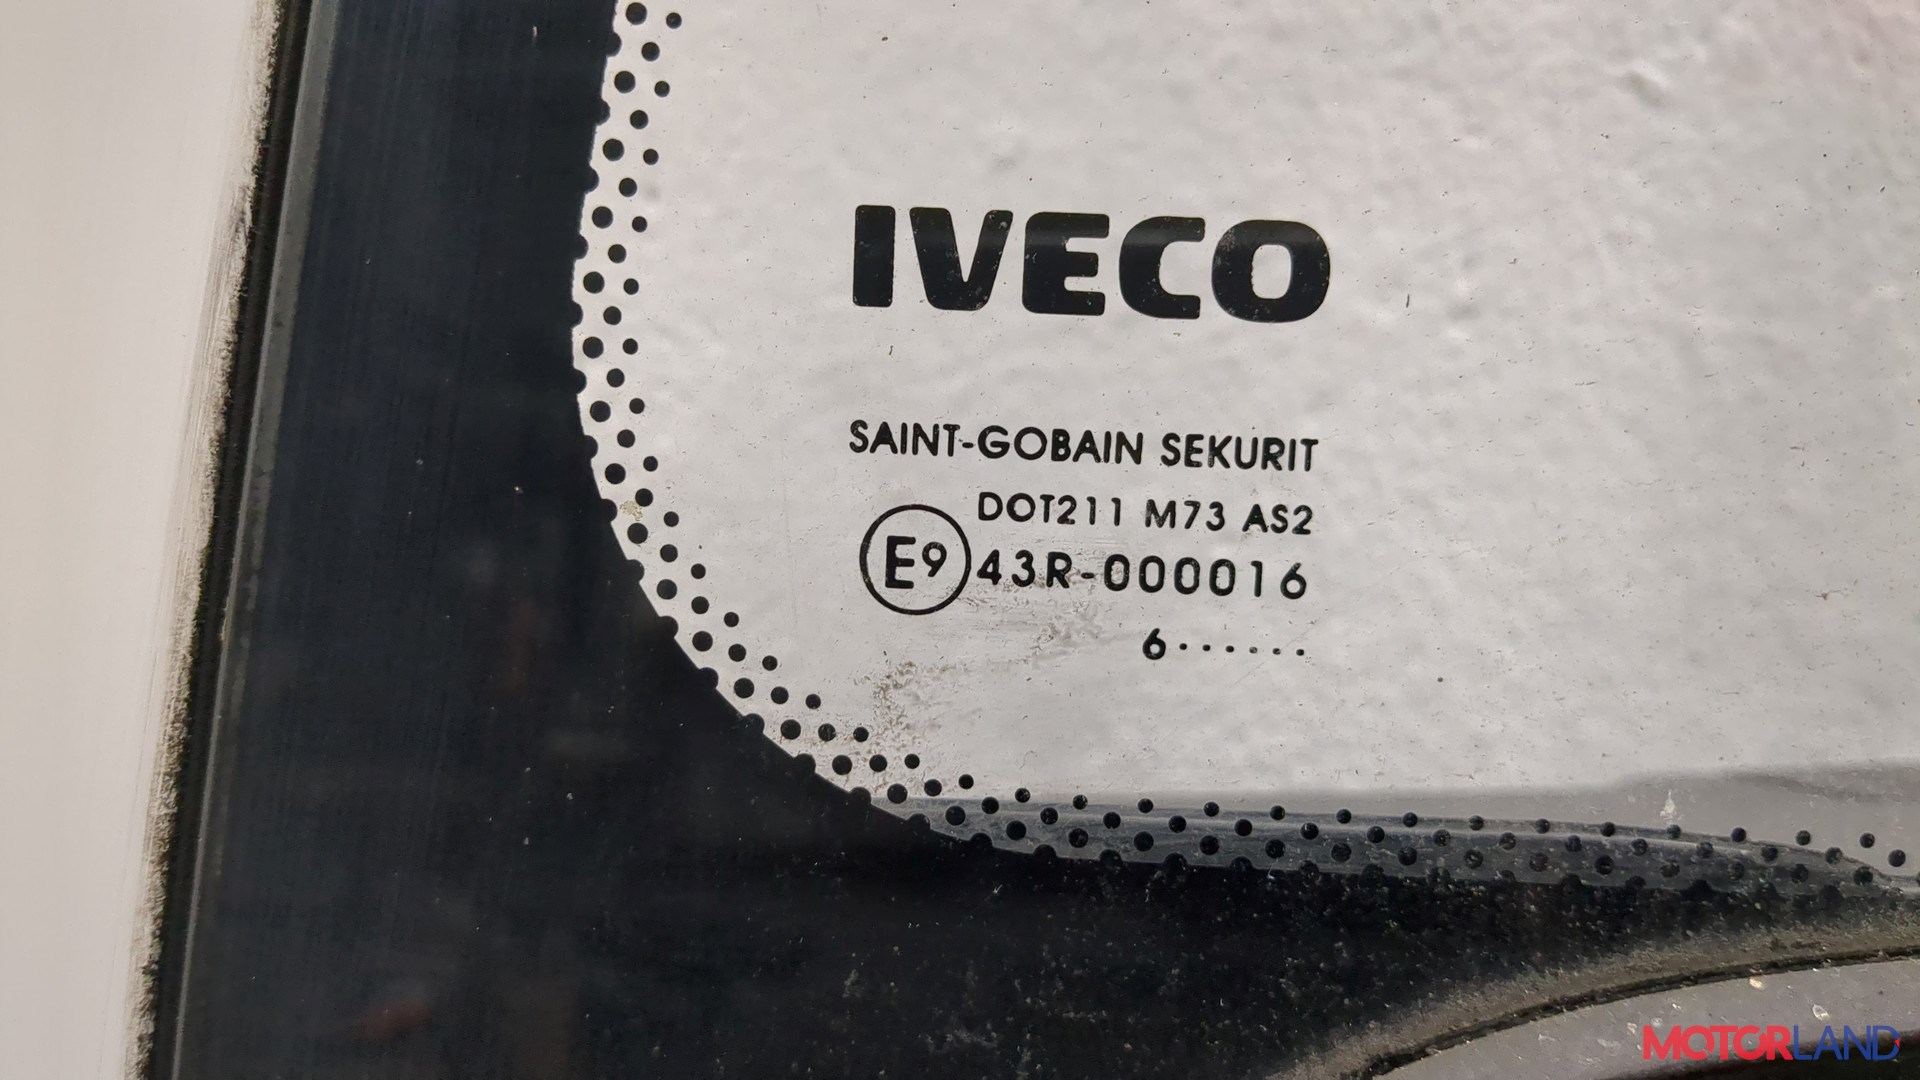 IVECO
SAINT-GOBAIN SEKURIT
DOT211 M73 AS2
E9 43R-000016
6······
MOTORLAND